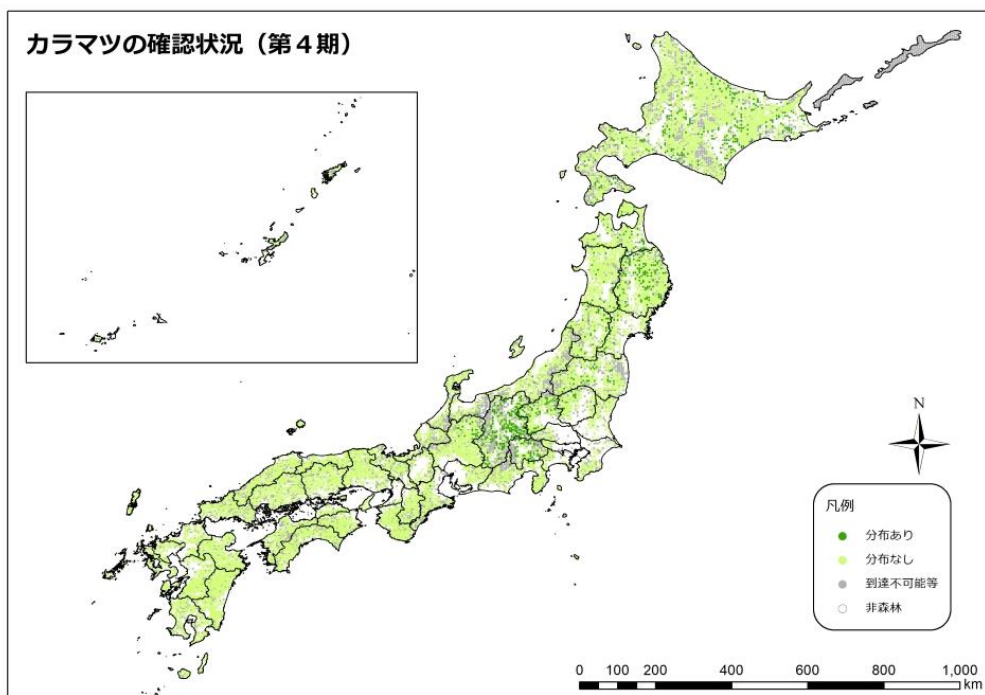 カラマツの確認状況（第４期）
N
凡例
分布あり
分布なし
到達不可能等
非森林
0 100 200 400 600 800 1,000
km